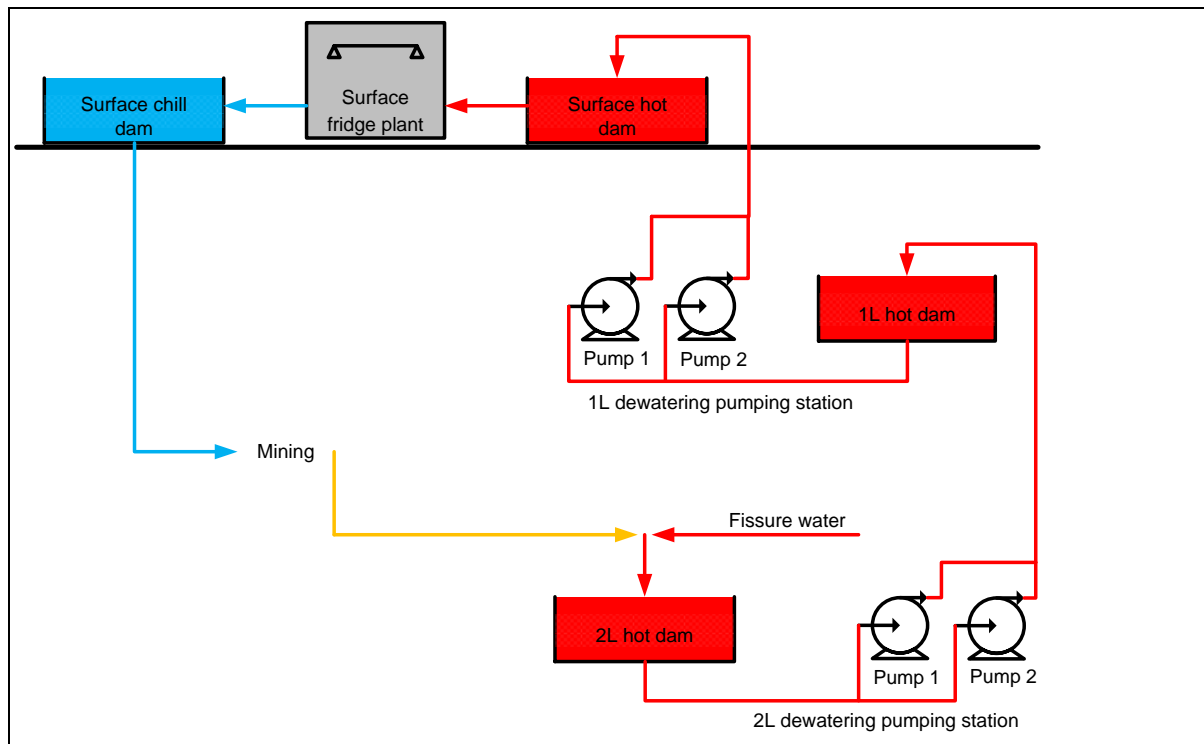 Surface chill
dam
Surface
fridge plant
Surface hot
dam
1L hot dam
Pump 1
Pump 2
1L dewatering pumping station
Mining
Fissure water
2L hot dam
Pump 1
Pump 2
2L dewatering pumping station